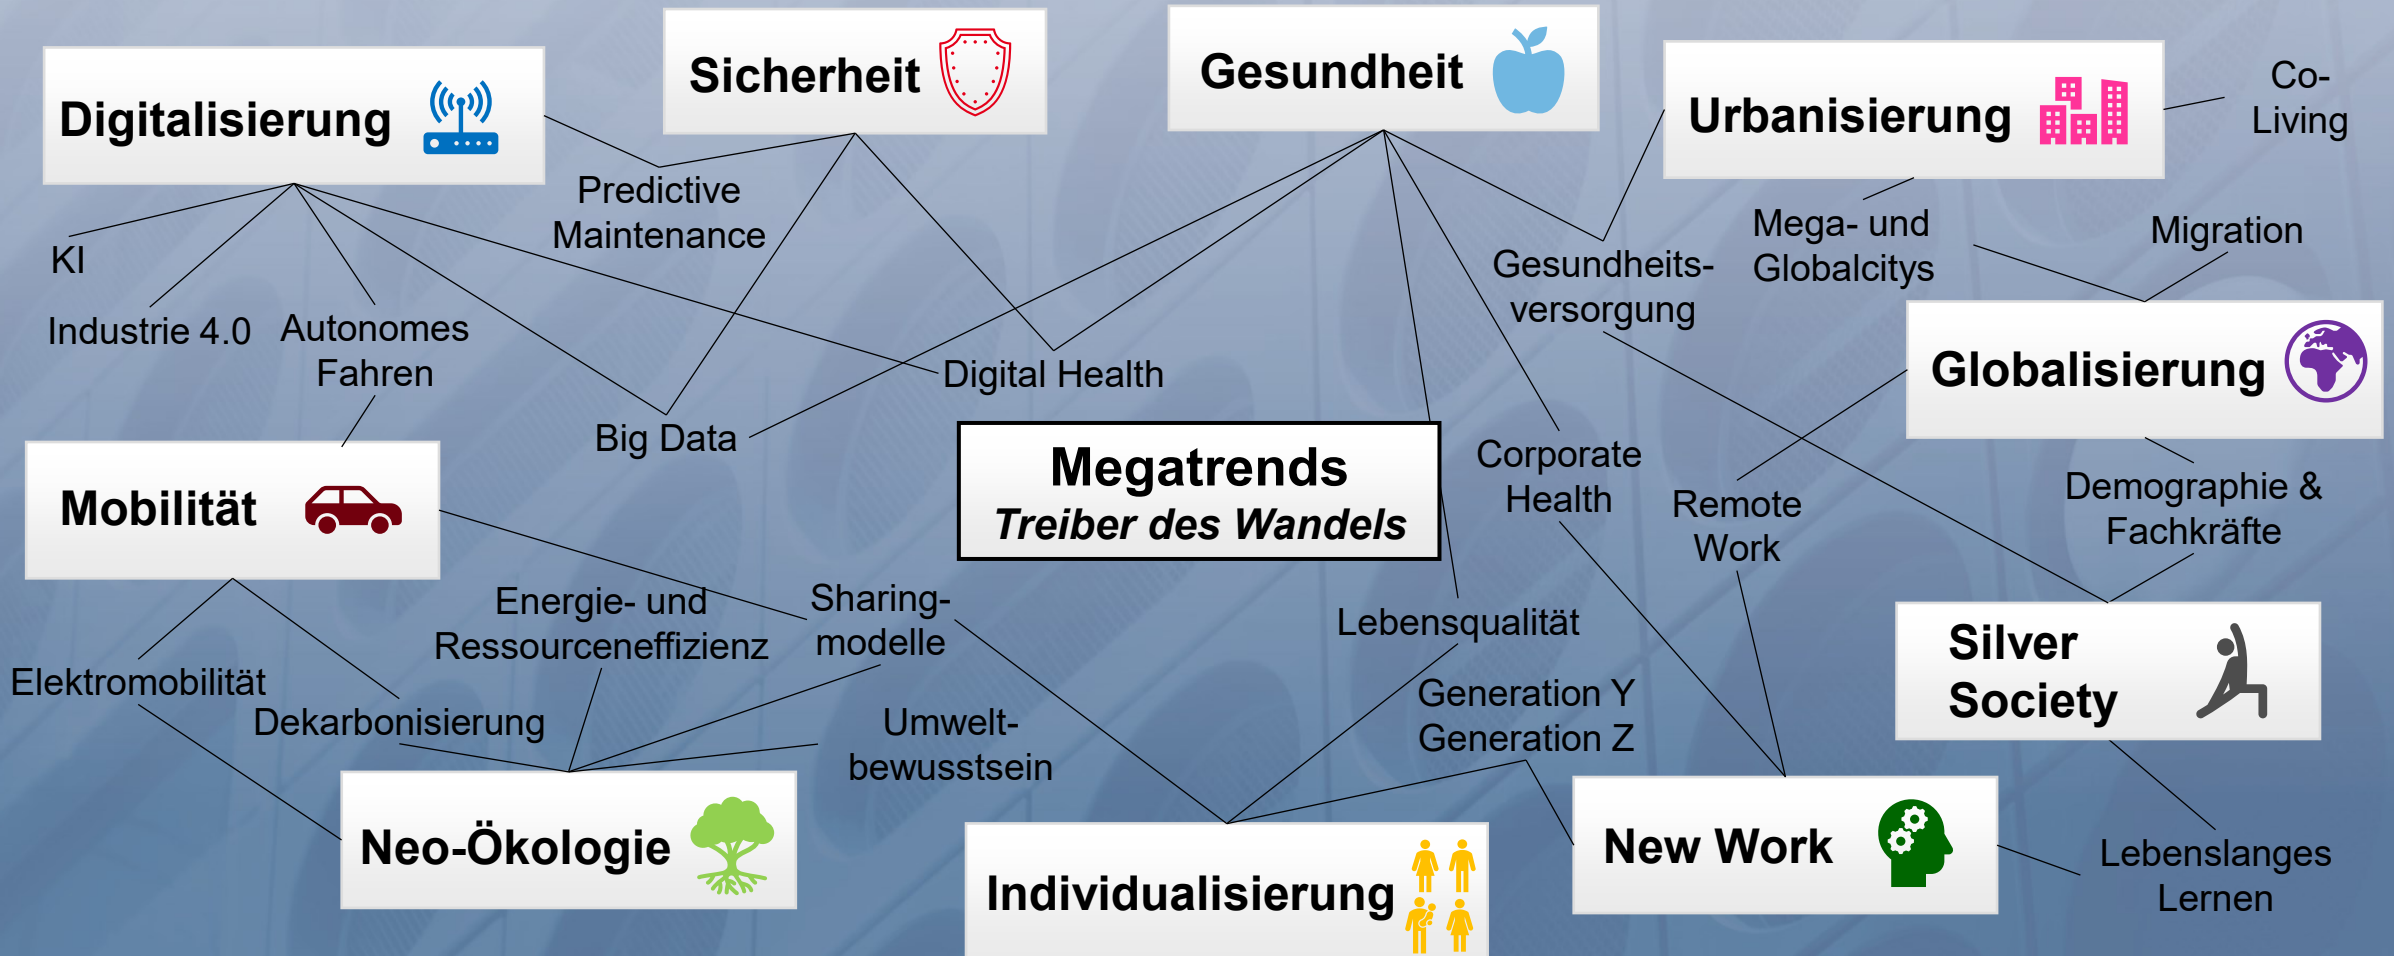 Digitalisierung
Sicherheit
Gesundheit
Urbanisierung
Co-
Living
Predictive
Maintenance
KI
Industrie 4.0
Autonomes
Fahren
Big Data
Digital Health
Gesundheits-
versorgung
Mega- und
Globalcitys
Migration
Globalisierung
Mobilität
Megatrends
Treiber des Wandels
Corporate
Health
Remote
Work
Demographie &
Fachkräfte
Energie- und
Ressourceneffizienz
Sharing-
modelle
Lebensqualität
Silver
Society
Elektromobilität
Dekarbonisierung
Umwelt-
bewusstsein
Generation Y
Generation Z
Neo-Ökologie
Individualisierung
New Work
Lebenslanges
Lernen